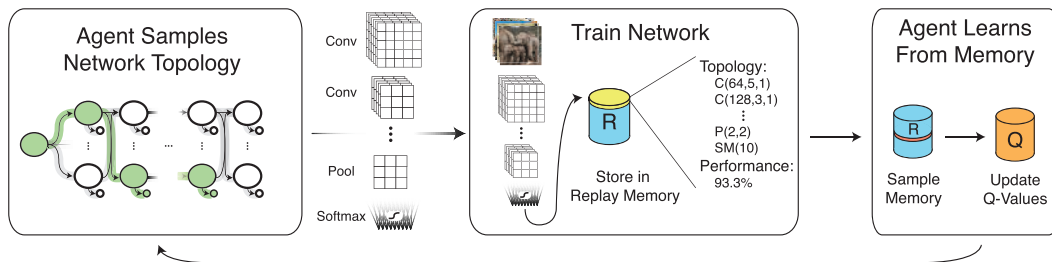 Agent Samples
Network Topology
Conv
Conv
Pool
Softmax
Train Network
R
Store in
Replay Memory
Topology:
C(64,5,1)
C(128,3,1)
P(2,2)
SM(10)
Performance:
93.3%
Agent Learns
From Memory
R
Sample
Memory
Q
Update
Q-Values